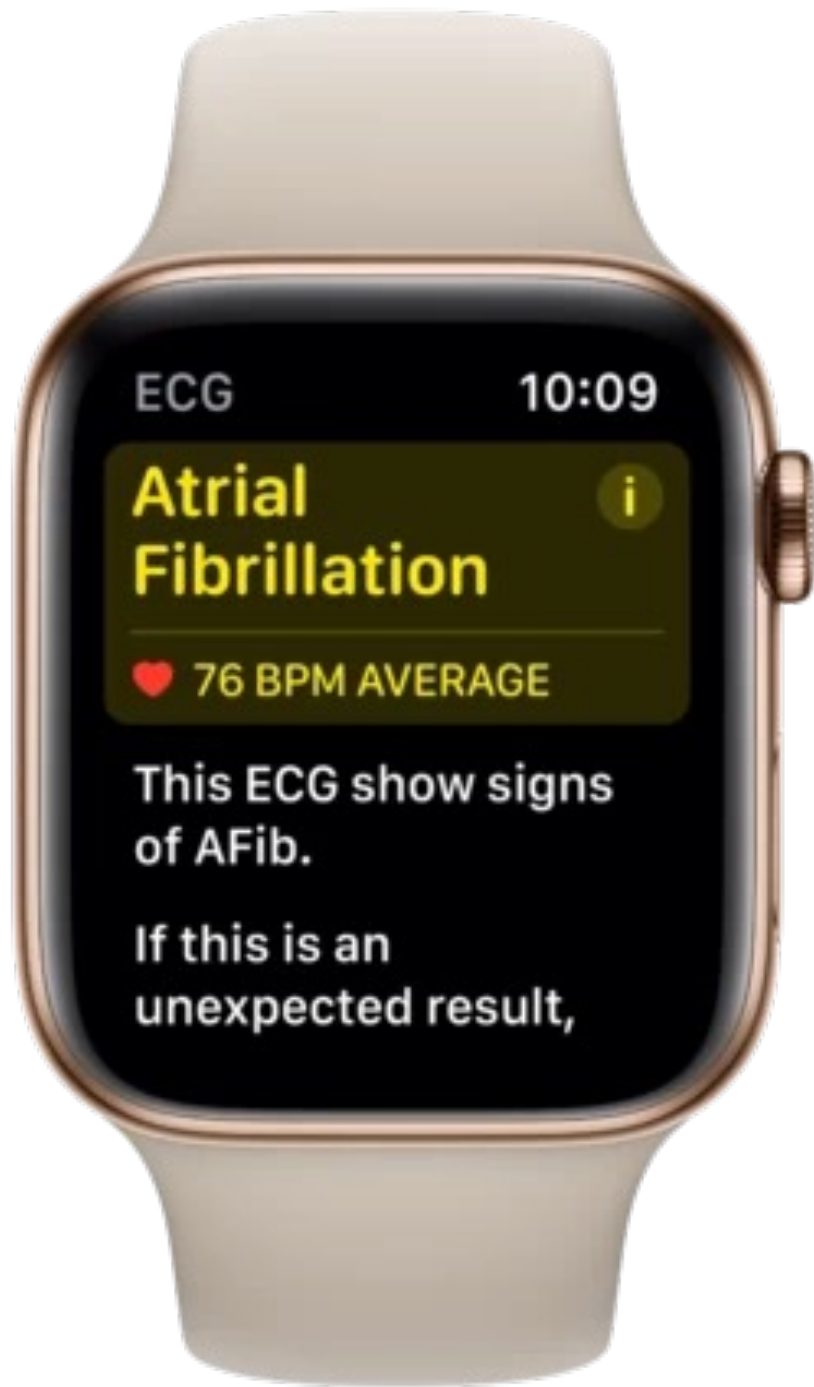 ECG 10:09
Atrial i
Fibrillation
76 BPM AVERAGE
This ECG show signs
of AFib.
If this is an
unexpected result,